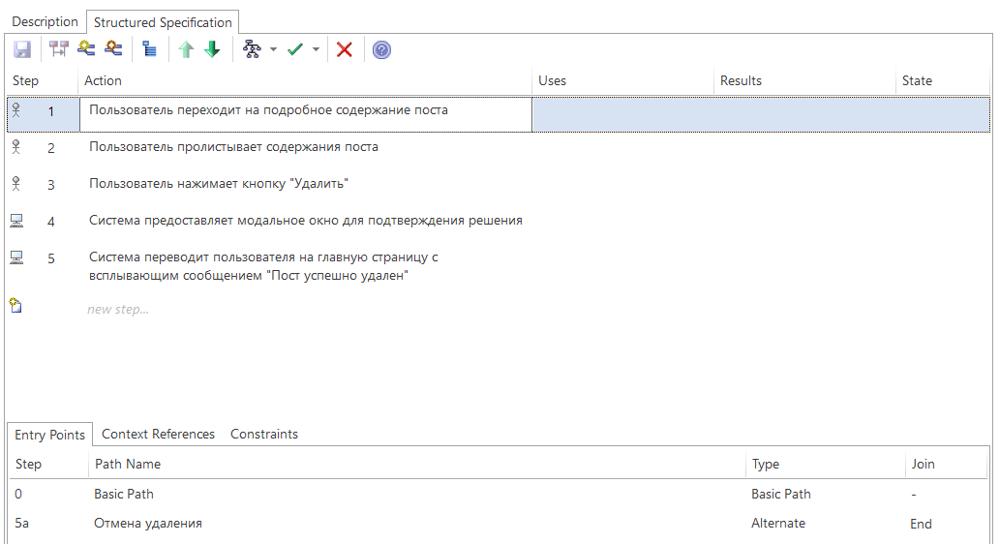 Description Structured Specification
Step Action Uses Results State
1 Пользователь переходит на подробное содержание поста
2 Пользователь пролистывает содержания поста
3 Пользователь нажимает кнопку "Удалить"
4 Система предоставляет модальное окно для подтверждения решения
5 Система переводит пользователя на главную страницу с
всплывающим сообщением "Пост успешно удален"
new step...
Entry Points Context References Constraints
Step Path Name Type Join
0 Basic Path Basic Path -
5a Отмена удаления Alternate End